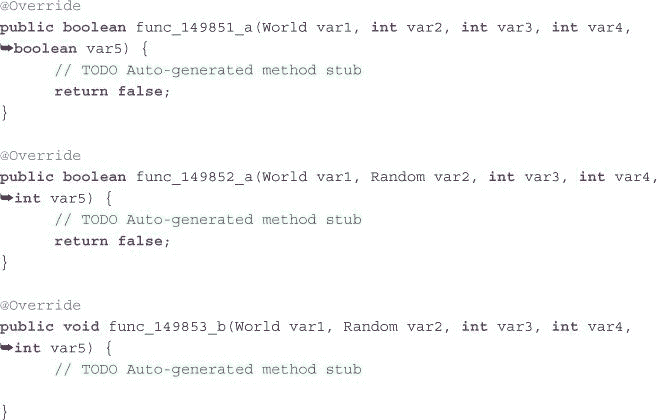 @Override
public boolean func_149851_a(World var1, int var2, int var3, int var4,
➥boolean var5) {
// TODO Auto-generated method stub
return false;
}
@Override
public boolean func_149852_a(World var1, Random var2, int var3, int var4,
➥int var5) {
// TODO Auto-generated method stub
return false;
}
@Override
public void func_149853_b(World var1, Random var2, int var3, int var4,
➥int var5) {
// TODO Auto-generated method stub
}